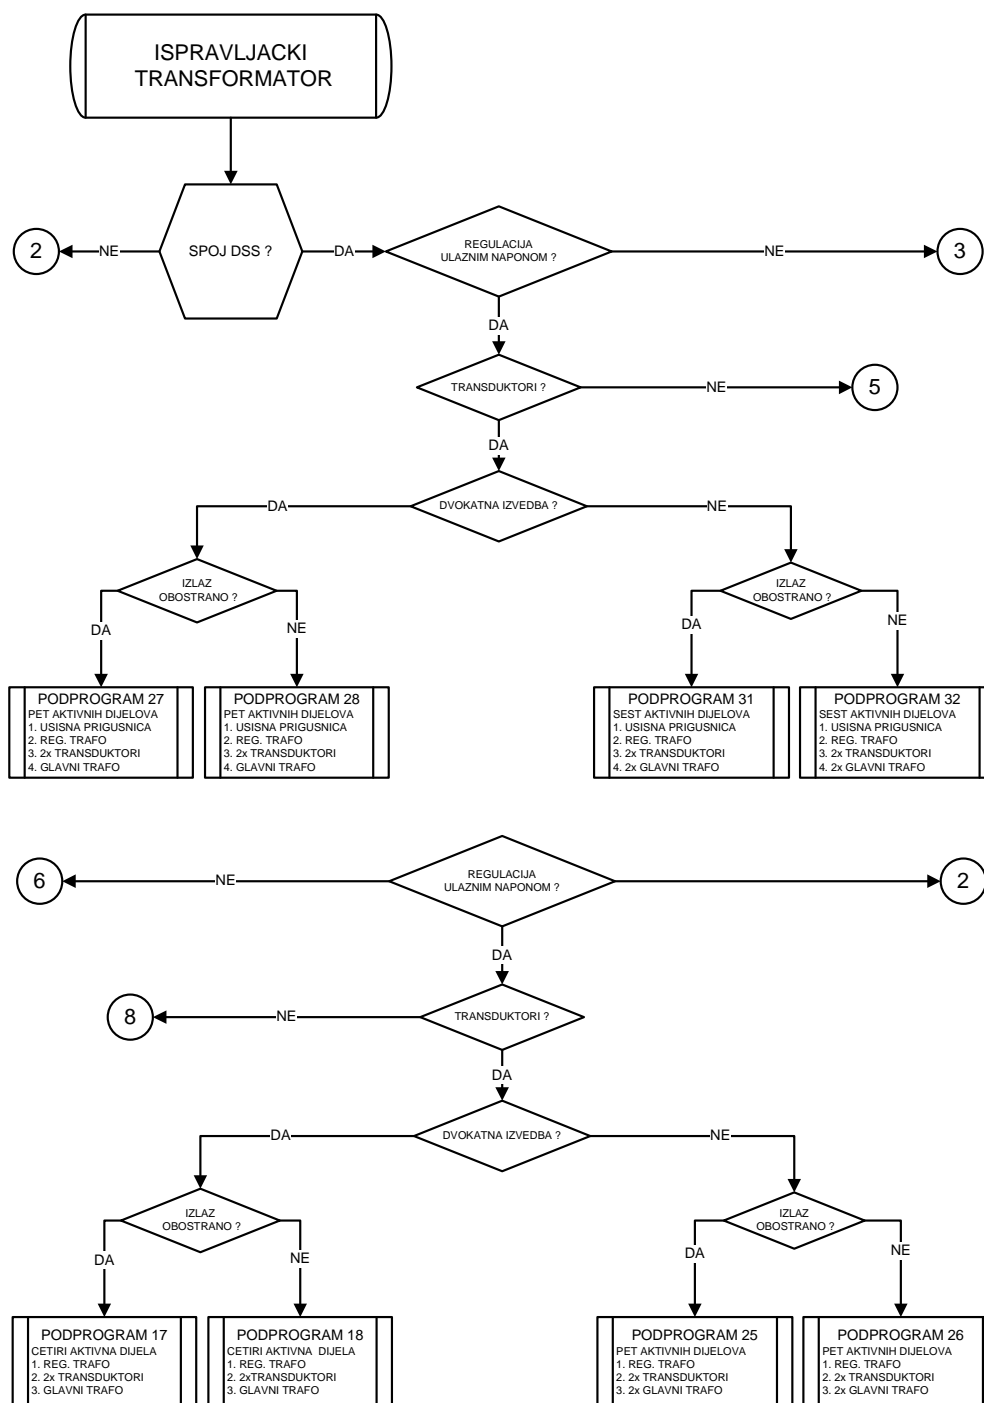 ISPRAVLJACKI
TRANSFORMATOR
2
NE
SPOJ DSS ?
DA
REGULACIJA
ULAZNIM NAPONOM ?
NE
3
DA
TRANSDUKTORI ?
NE
5
DA
DA
DVOKATNA IZVEDBA ?
NE
IZLAZ
OBOSTRANO ?
IZLAZ
OBOSTRANO ?
DA
NE
DA
NE
PODPROGRAM 27
PET AKTIVNIH DIJELOVA
1. USISNA PRIGUSNICA
2. REG. TRAFO
3. 2x TRANSDUKTORI
4. GLAVNI TRAFO
PODPROGRAM 28
PET AKTIVNIH DIJELOVA
1. USISNA PRIGUSNICA
2. REG. TRAFO
3. 2x TRANSDUKTORI
4. GLAVNI TRAFO
PODPROGRAM 31
SEST AKTIVNIH DIJELOVA
1. USISNA PRIGUSNICA
2. REG. TRAFO
3. 2x TRANSDUKTORI
4. 2x GLAVNI TRAFO
PODPROGRAM 32
SEST AKTIVNIH DIJELOVA
1. USISNA PRIGUSNICA
2. REG. TRAFO
3. 2x TRANSDUKTORI
4. 2x GLAVNI TRAFO
6
NE
REGULACIJA
ULAZNIM NAPONOM ?
2
DA
8
NE
TRANSDUKTORI ?
DA
DA
DVOKATNA IZVEDBA ?
NE
IZLAZ
OBOSTRANO ?
IZLAZ
OBOSTRANO ?
DA
NE
DA
NE
PODPROGRAM 17
CETIRI AKTIVNA DIJELA
1. REG. TRAFO
2. 2x TRANSDUKTORI
3. GLAVNI TRAFO
PODPROGRAM 18
CETIRI AKTIVNA DIJELA
1. REG. TRAFO
2. 2xTRANSDUKTORI
3. GLAVNI TRAFO
PODPROGRAM 25
PET AKTIVNIH DIJELOVA
1. REG. TRAFO
2. 2x TRANSDUKTORI
3. 2x GLAVNI TRAFO
PODPROGRAM 26
PET AKTIVNIH DIJELOVA
1. REG. TRAFO
2. 2x TRANSDUKTORI
3. 2x GLAVNI TRAFO